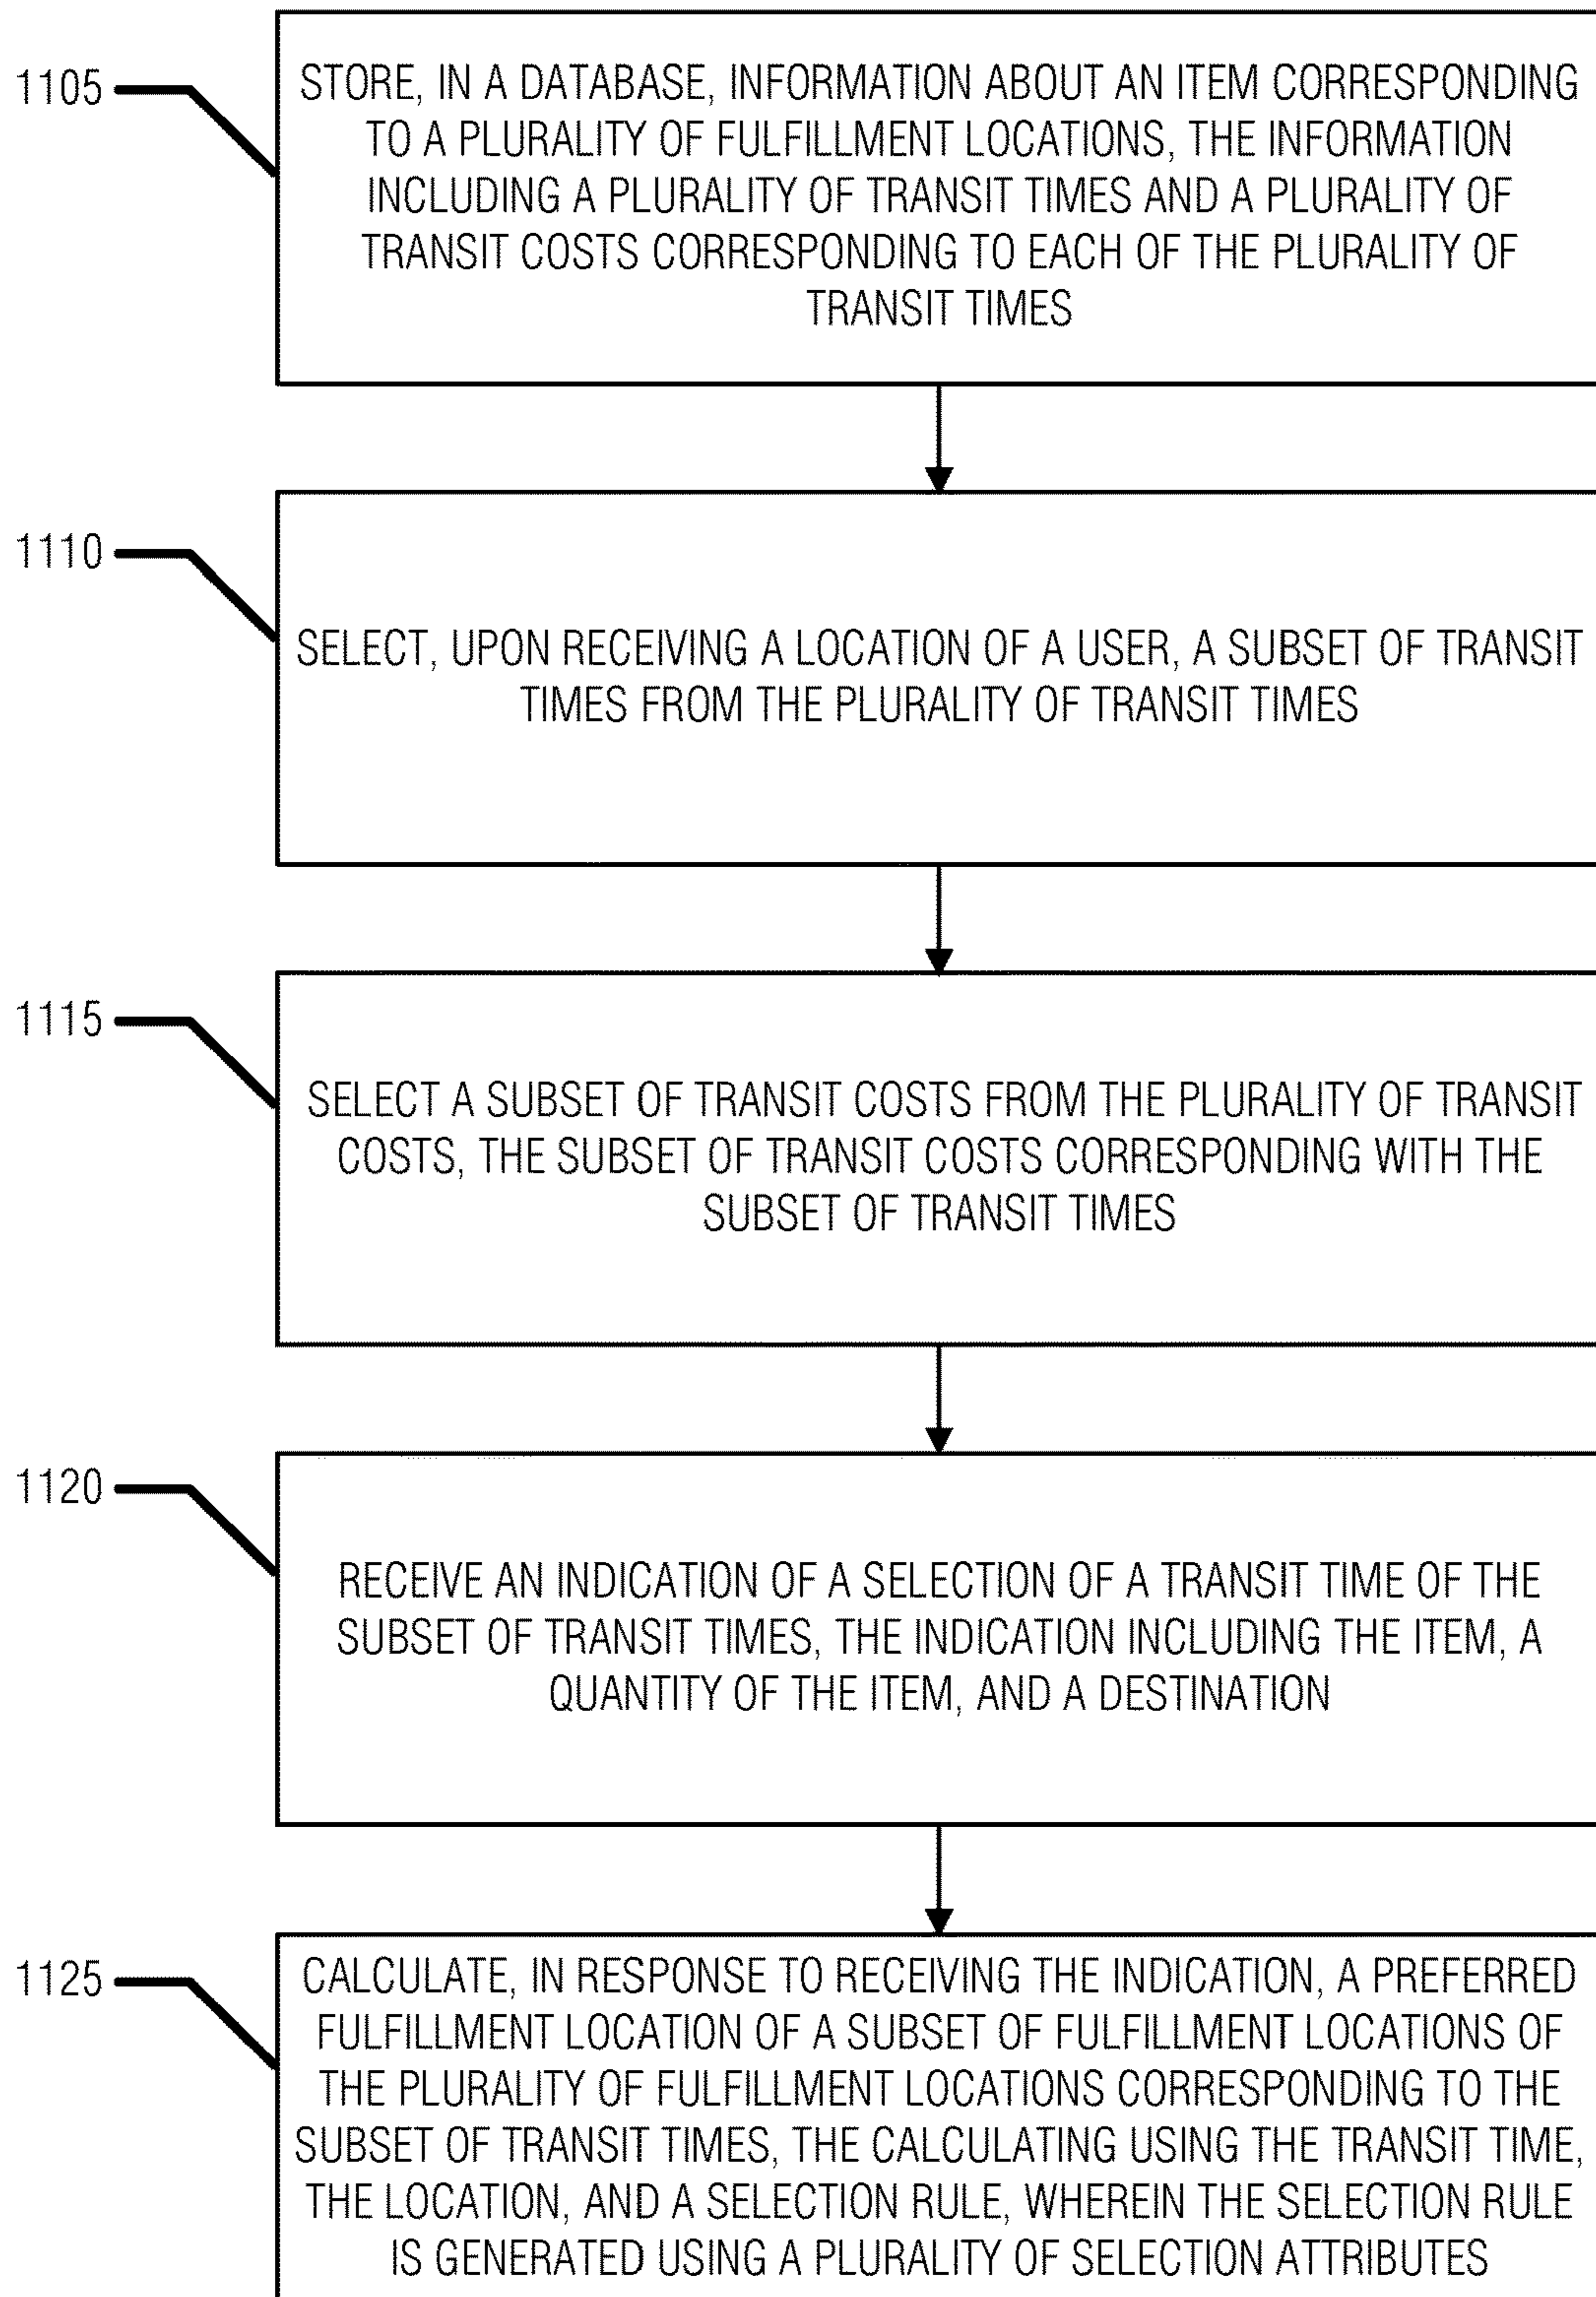 1105
STORE, IN A DATABASE, INFORMATION ABOUT AN ITEM CORRESPONDING
TO A PLURALITY OF FULFILLMENT LOCATIONS, THE INFORMATION
INCLUDING A PLURALITY OF TRANSIT TIMES AND A PLURALITY OF
TRANSIT COSTS CORRESPONDING TO EACH OF THE PLURALITY OF
TRANSIT TIMES
1110
SELECT, UPON RECEIVING A LOCATION OF A USER, A SUBSET OF TRANSIT
TIMES FROM THE PLURALITY OF TRANSIT TIMES
1115
SELECT A SUBSET OF TRANSIT COSTS FROM THE PLURALITY OF TRANSIT
COSTS, THE SUBSET OF TRANSIT COSTS CORRESPONDING WITH THE
SUBSET OF TRANSIT TIMES
1120
RECEIVE AN INDICATION OF A SELECTION OF A TRANSIT TIME OF THE
SUBSET OF TRANSIT TIMES, THE INDICATION INCLUDING THE ITEM, A
QUANTITY OF THE ITEM, AND A DESTINATION
1125
CALCULATE, IN RESPONSE TO RECEIVING THE INDICATION, A PREFERRED
FULFILLMENT LOCATION OF A SUBSET OF FULFILLMENT LOCATIONS OF
THE PLURALITY OF FULFILLMENT LOCATIONS CORRESPONDING TO THE
SUBSET OF TRANSIT TIMES, THE CALCULATING USING THE TRANSIT TIME,
THE LOCATION, AND A SELECTION RULE, WHEREIN THE SELECTION RULE
IS GENERATED USING A PLURALITY OF SELECTION ATTRIBUTES